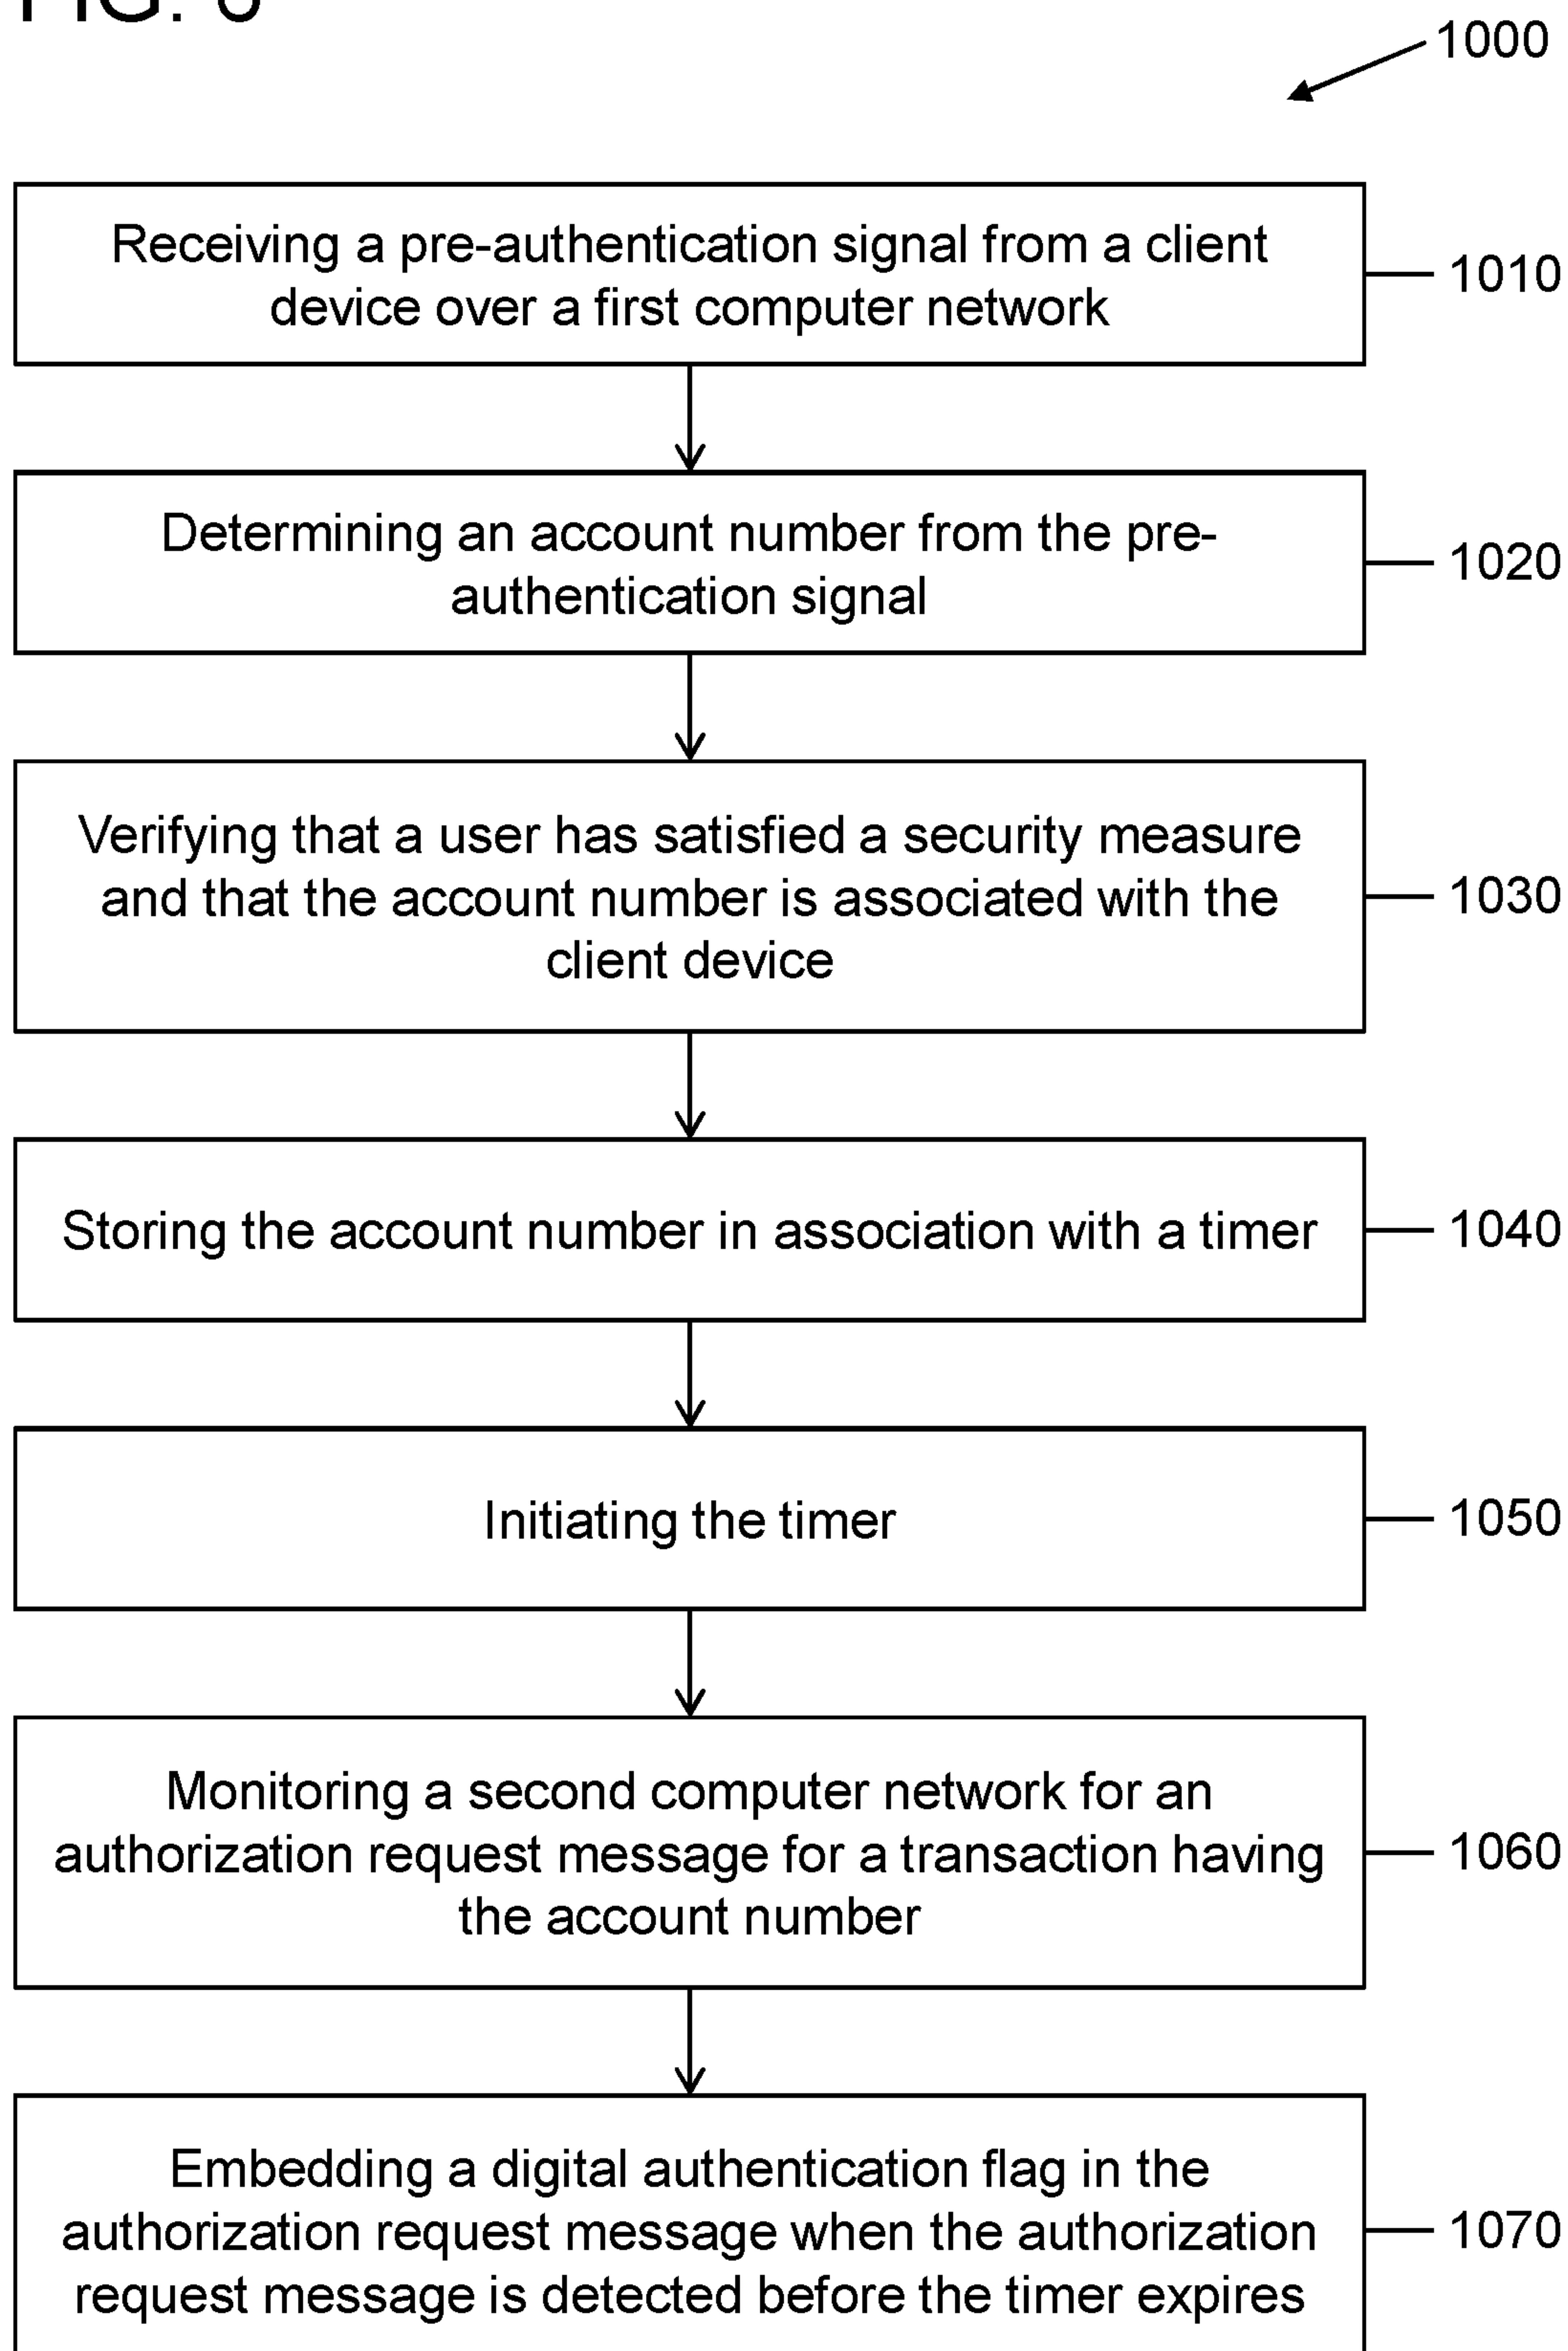 FIG.
1000
Receiving a pre-authentication signal from a client
device over a first computer network
1010
Determining an account number from the pre-
authentication signal
1020
Verifying that a user has satisfied a security measure
and that the account number is associated with the
client device
1030
Storing the account number in association with a timer
1040
Initiating the timer
1050
Monitoring a second computer network for an
authorization request message for a transaction having
the account number
1060
Embedding a digital authentication flag in the
authorization request message when the authorization
request message is detected before the timer expires
1070